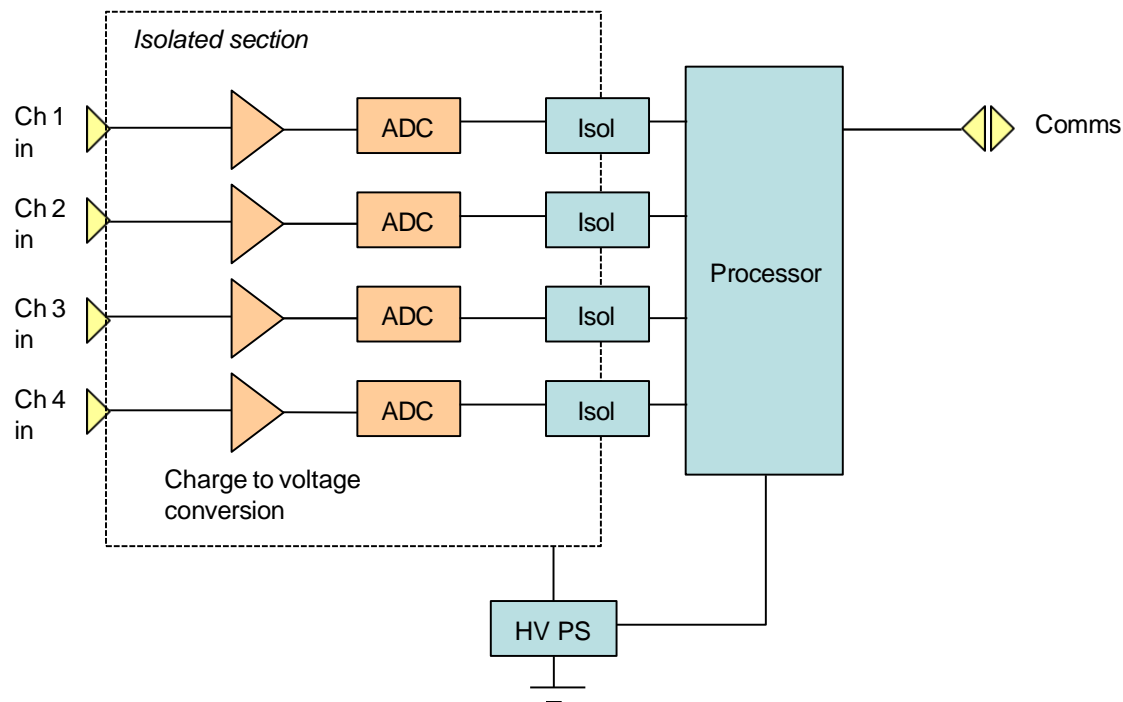 Isolated section
Ch 1
in
ADC
Isol
Comms
Ch 2
in
ADC
Isol
Processor
Ch 3
in
ADC
Isol
Ch 4
in
ADC
Isol
Charge to voltage
conversion
HV PS